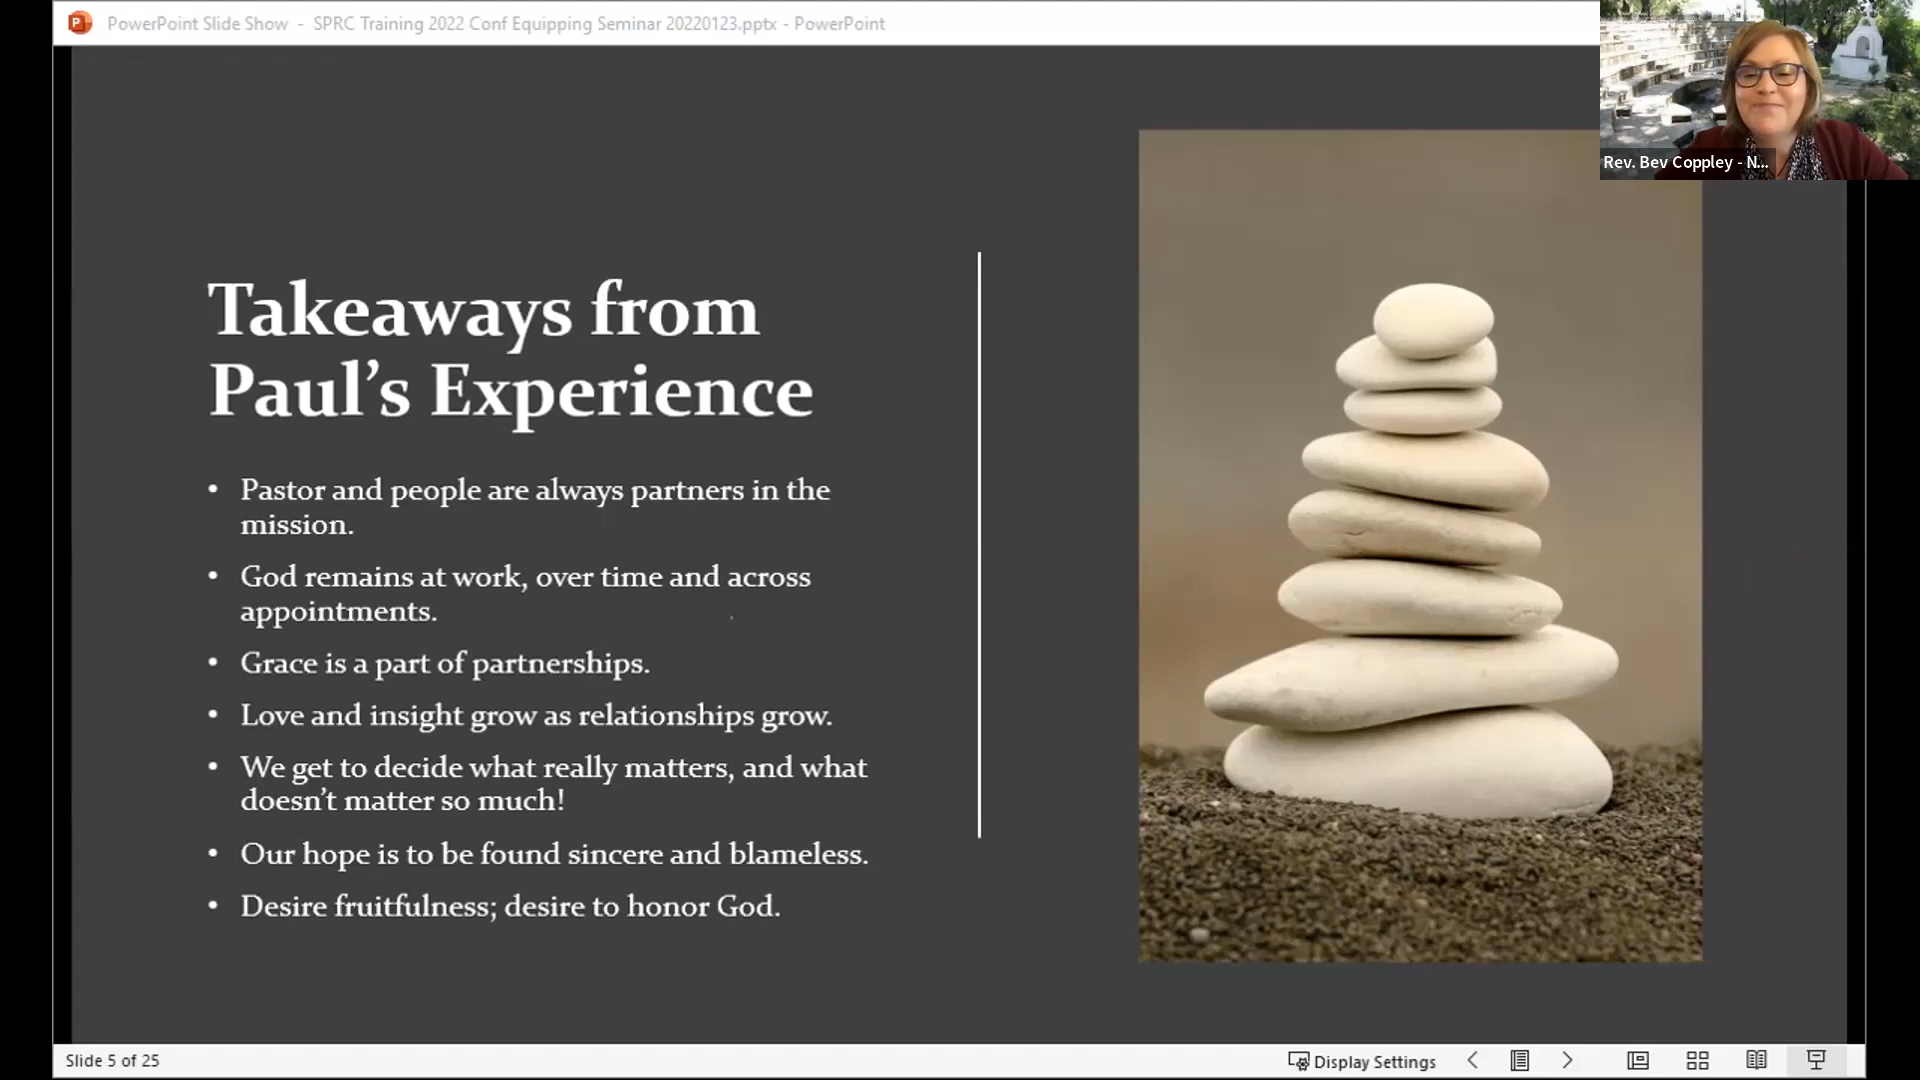 PowerPoint Slide Show - SPRC Training 2022 Conf Equipping Seminar 20220123.pptx - PowerPoint
Rev. Bev Coppley - N...
Takeaways from
Paul's Experience
• Pastor and people are always partners in the
mission.
• God remains at work, over time and across
appointments.
• Grace is a part of partnerships.
• Love and insight grow as relationships grow.
• We get to decide what really matters, and what
doesn't matter so much!
• Our hope is to be found sincere and blameless.
• Desire fruitfulness; desire to honor God.
Slide 5 of 25
Display Settings